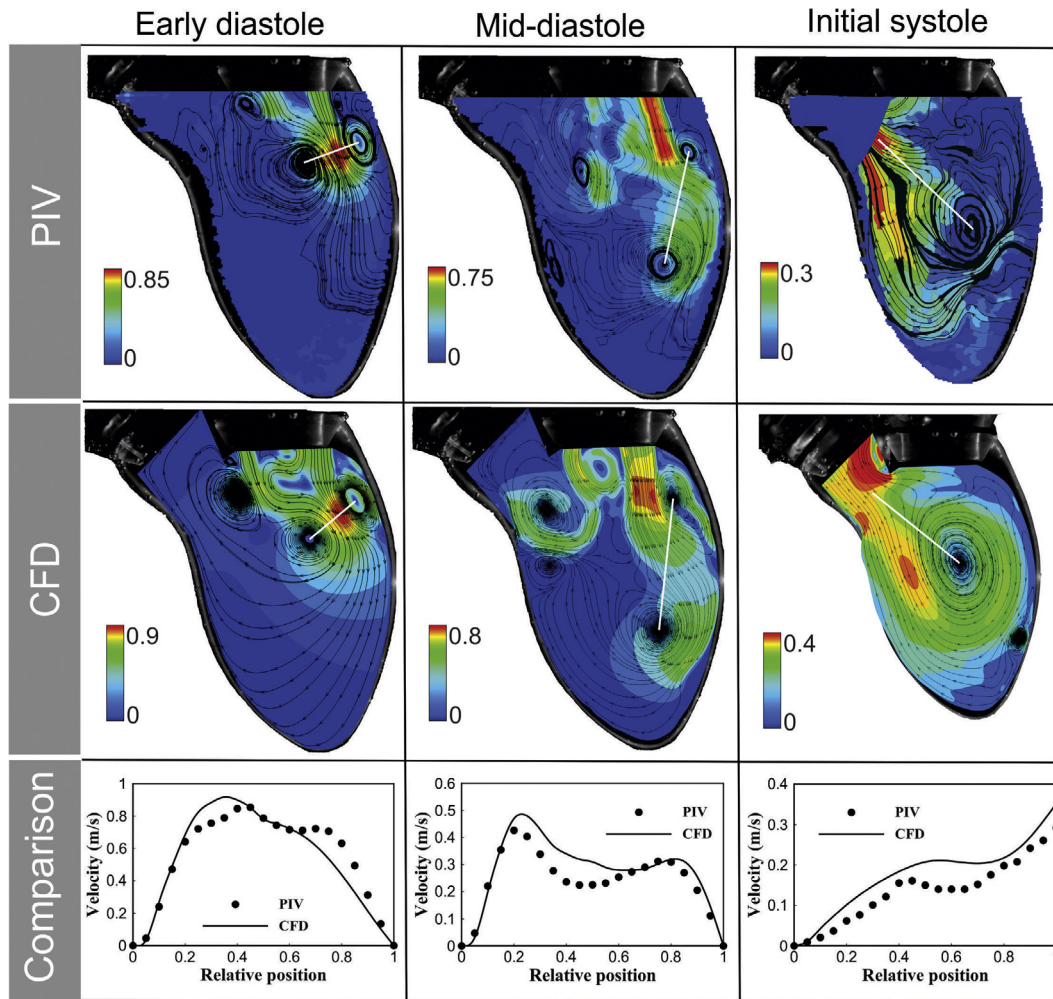 Early diastole
Mid-diastole
Initial systole
PIV
0.85
0
0.75
0
0.3
0
CFD
0.9
0
0.8
0
0.4
0
Comparison
Velocity (m/s)
1
0.8
0.6
0.4
0.2
0
0
0.2
0.4
0.6
0.8
1
Relative position
PIV
CFD
Velocity (m/s)
0.6
0.5
0.4
0.3
0.2
0.1
0
0
0.2
0.4
0.6
0.8
1
Relative position
PIV
CFD
Velocity (m/s)
0.4
0.3
0.2
0.1
0
0
0.2
0.4
0.6
0.8
Relative position
PIV
CFD